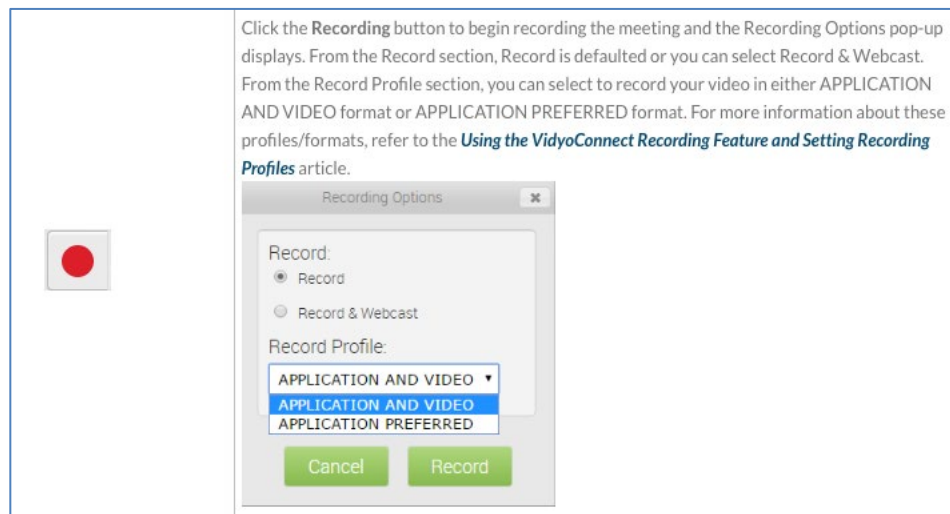 Click the Recording button to begin recording the meeting and the Recording Options pop-up
displays. From the Record section, Record is defaulted or you can select Record & Webcast.
From the Record Profile section, you can select to record your video in either APPLICATION
AND VIDEO format or APPLICATION PREFERRED format. For more information about these
profiles/formats, refer to the Using the VidyoConnect Recording Feature and Setting Recording
Profiles article.
Recording Options
Record:
Record
Record & Webcast
Record Profile:
APPLICATION AND VIDEO
APPLICATION AND VIDEO
APPLICATION PREFERRED
Cancel Record